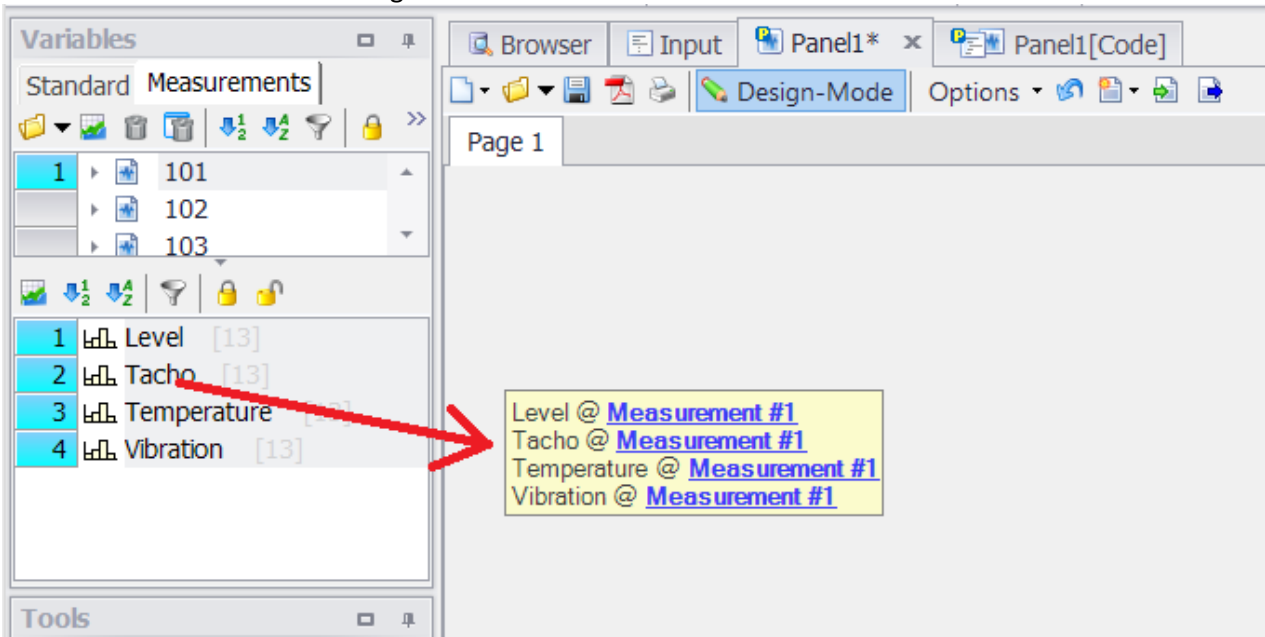 Variables
Standard Measurements
1 101
102
103
1 Level [13]
2 Tacho [13]
3 Temperature [13]
4 Vibration [13]
Tools
Browser Input Panel1* Panel1[Code]
Design-Mode Options
Page 1
Level @ Measurement #1
Tacho @ Measurement #1
Temperature @ Measurement #1
Vibration @ Measurement #1